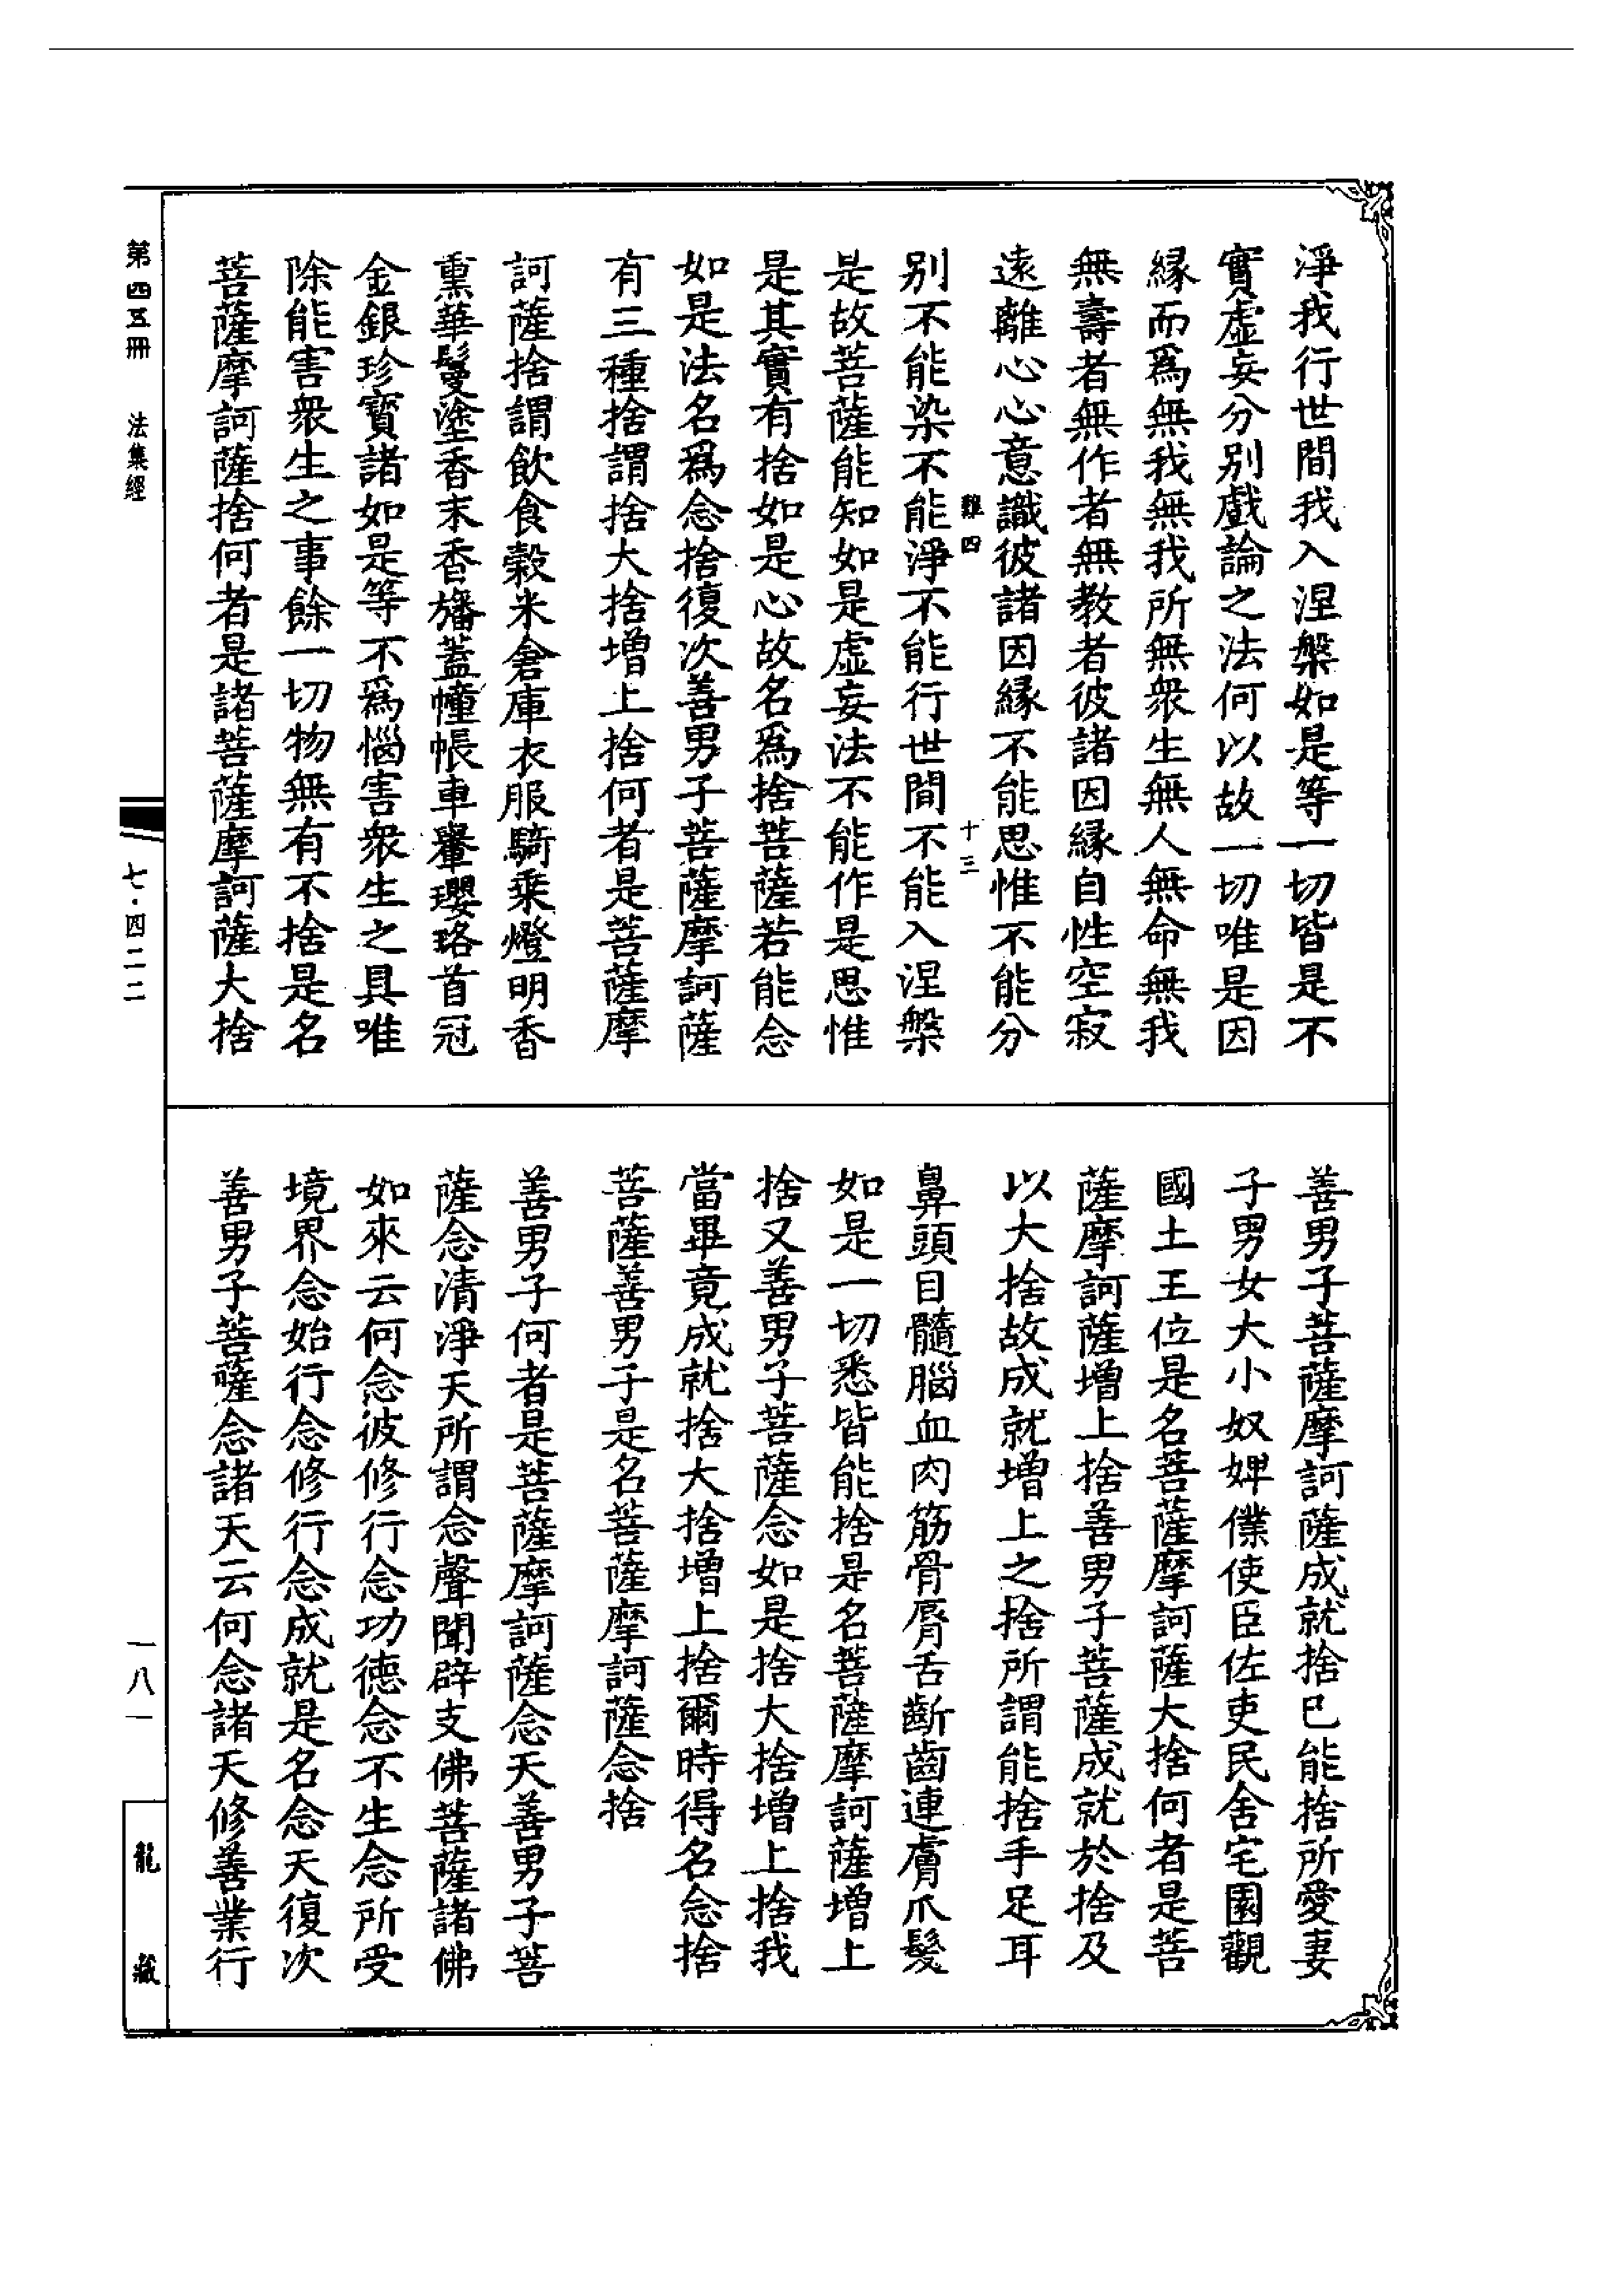 淨我行世間我入涅槃如是等一切皆是不
實虛妄分別戲論之法何以故一切唯是因
緣而爲無我無我所無衆生無人無命無我
無壽者無作者無教者彼諸因緣自性空寂
遠離心心意識彼諸因緣不能思惟不能分
難四 十三
别不能染不能淨不能行世間不能入涅槃
是故菩薩能知如是虛妄法不能作是思惟
是其實有捨如是心故名爲捨菩薩若能念
如是法名爲念捨復次善男子菩薩摩訶薩
有三種捨謂捨大捨增上捨何者是菩薩摩
訶薩捨謂飲食榖米倉庫衣服騎乘燈明香
熏華鬘塗香末香旛蓋幢帳車轝瓔珞首冠
金銀珍寶諸如是等不爲惱害衆生之具唯
除能害衆生之事餘一切物無有不捨是名
菩薩摩訶薩捨何者是諸菩薩摩訶薩大捨
善男子菩薩摩訶薩成就捨已能捨所愛妻
子男女大小奴婢僕使臣佐吏民舍宅園觀
國土王位是名菩薩摩訶薩大捨何者是菩
薩摩訶薩增上捨善男子菩薩成就於捨及
以大捨故成就增上之捨所謂能捨手足耳
鼻頭目髓腦血肉筋骨脣舌齗齒連膚爪髮
如是一切悉皆能捨是名菩薩摩訶薩增上
捨又善男子菩薩念如是捨大捨增上捨我
當畢竟成就捨大捨增上捨爾時得名念捨
菩薩善男子是名菩薩摩訶薩念捨
善男子何者是菩薩摩訶薩念天善男子菩
薩念清淨天所謂念聲聞辟支佛菩薩諸佛
如來云何念彼修行念功德念不生念所受
境界念始行念修行念成就是名念天復次
善男子菩薩念諸天云何念諸天修善業行
第四五冊 法集經
七·四二二
一八一
龍藏